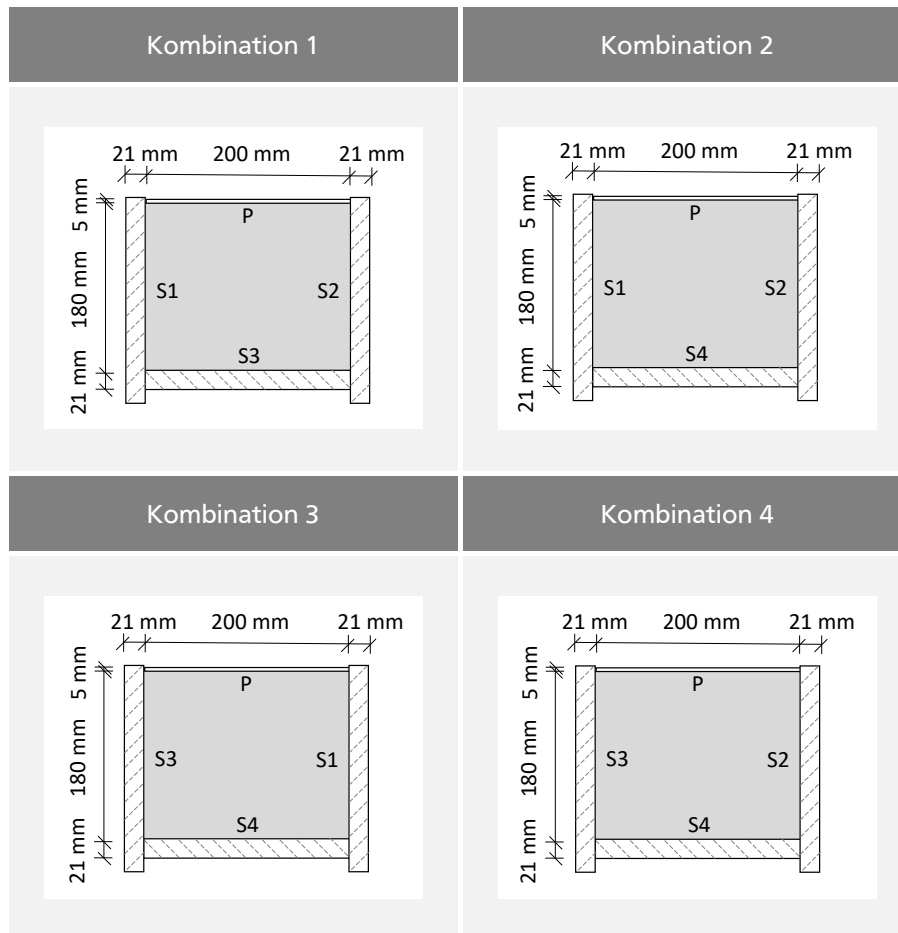 Kombination 1
Kombination 2
21 mm 200 mm 21 mm
5 mm
180 mm
21 mm
P
S1 S2
S3
21 mm 200 mm 21 mm
5 mm
180 mm
21 mm
P
S1 S2
S4
Kombination 3
Kombination 4
21 mm 200 mm 21 mm
5 mm
180 mm
21 mm
P
S3 S1
S4
21 mm 200 mm 21 mm
5 mm
180 mm
21 mm
P
S3 S2
S4